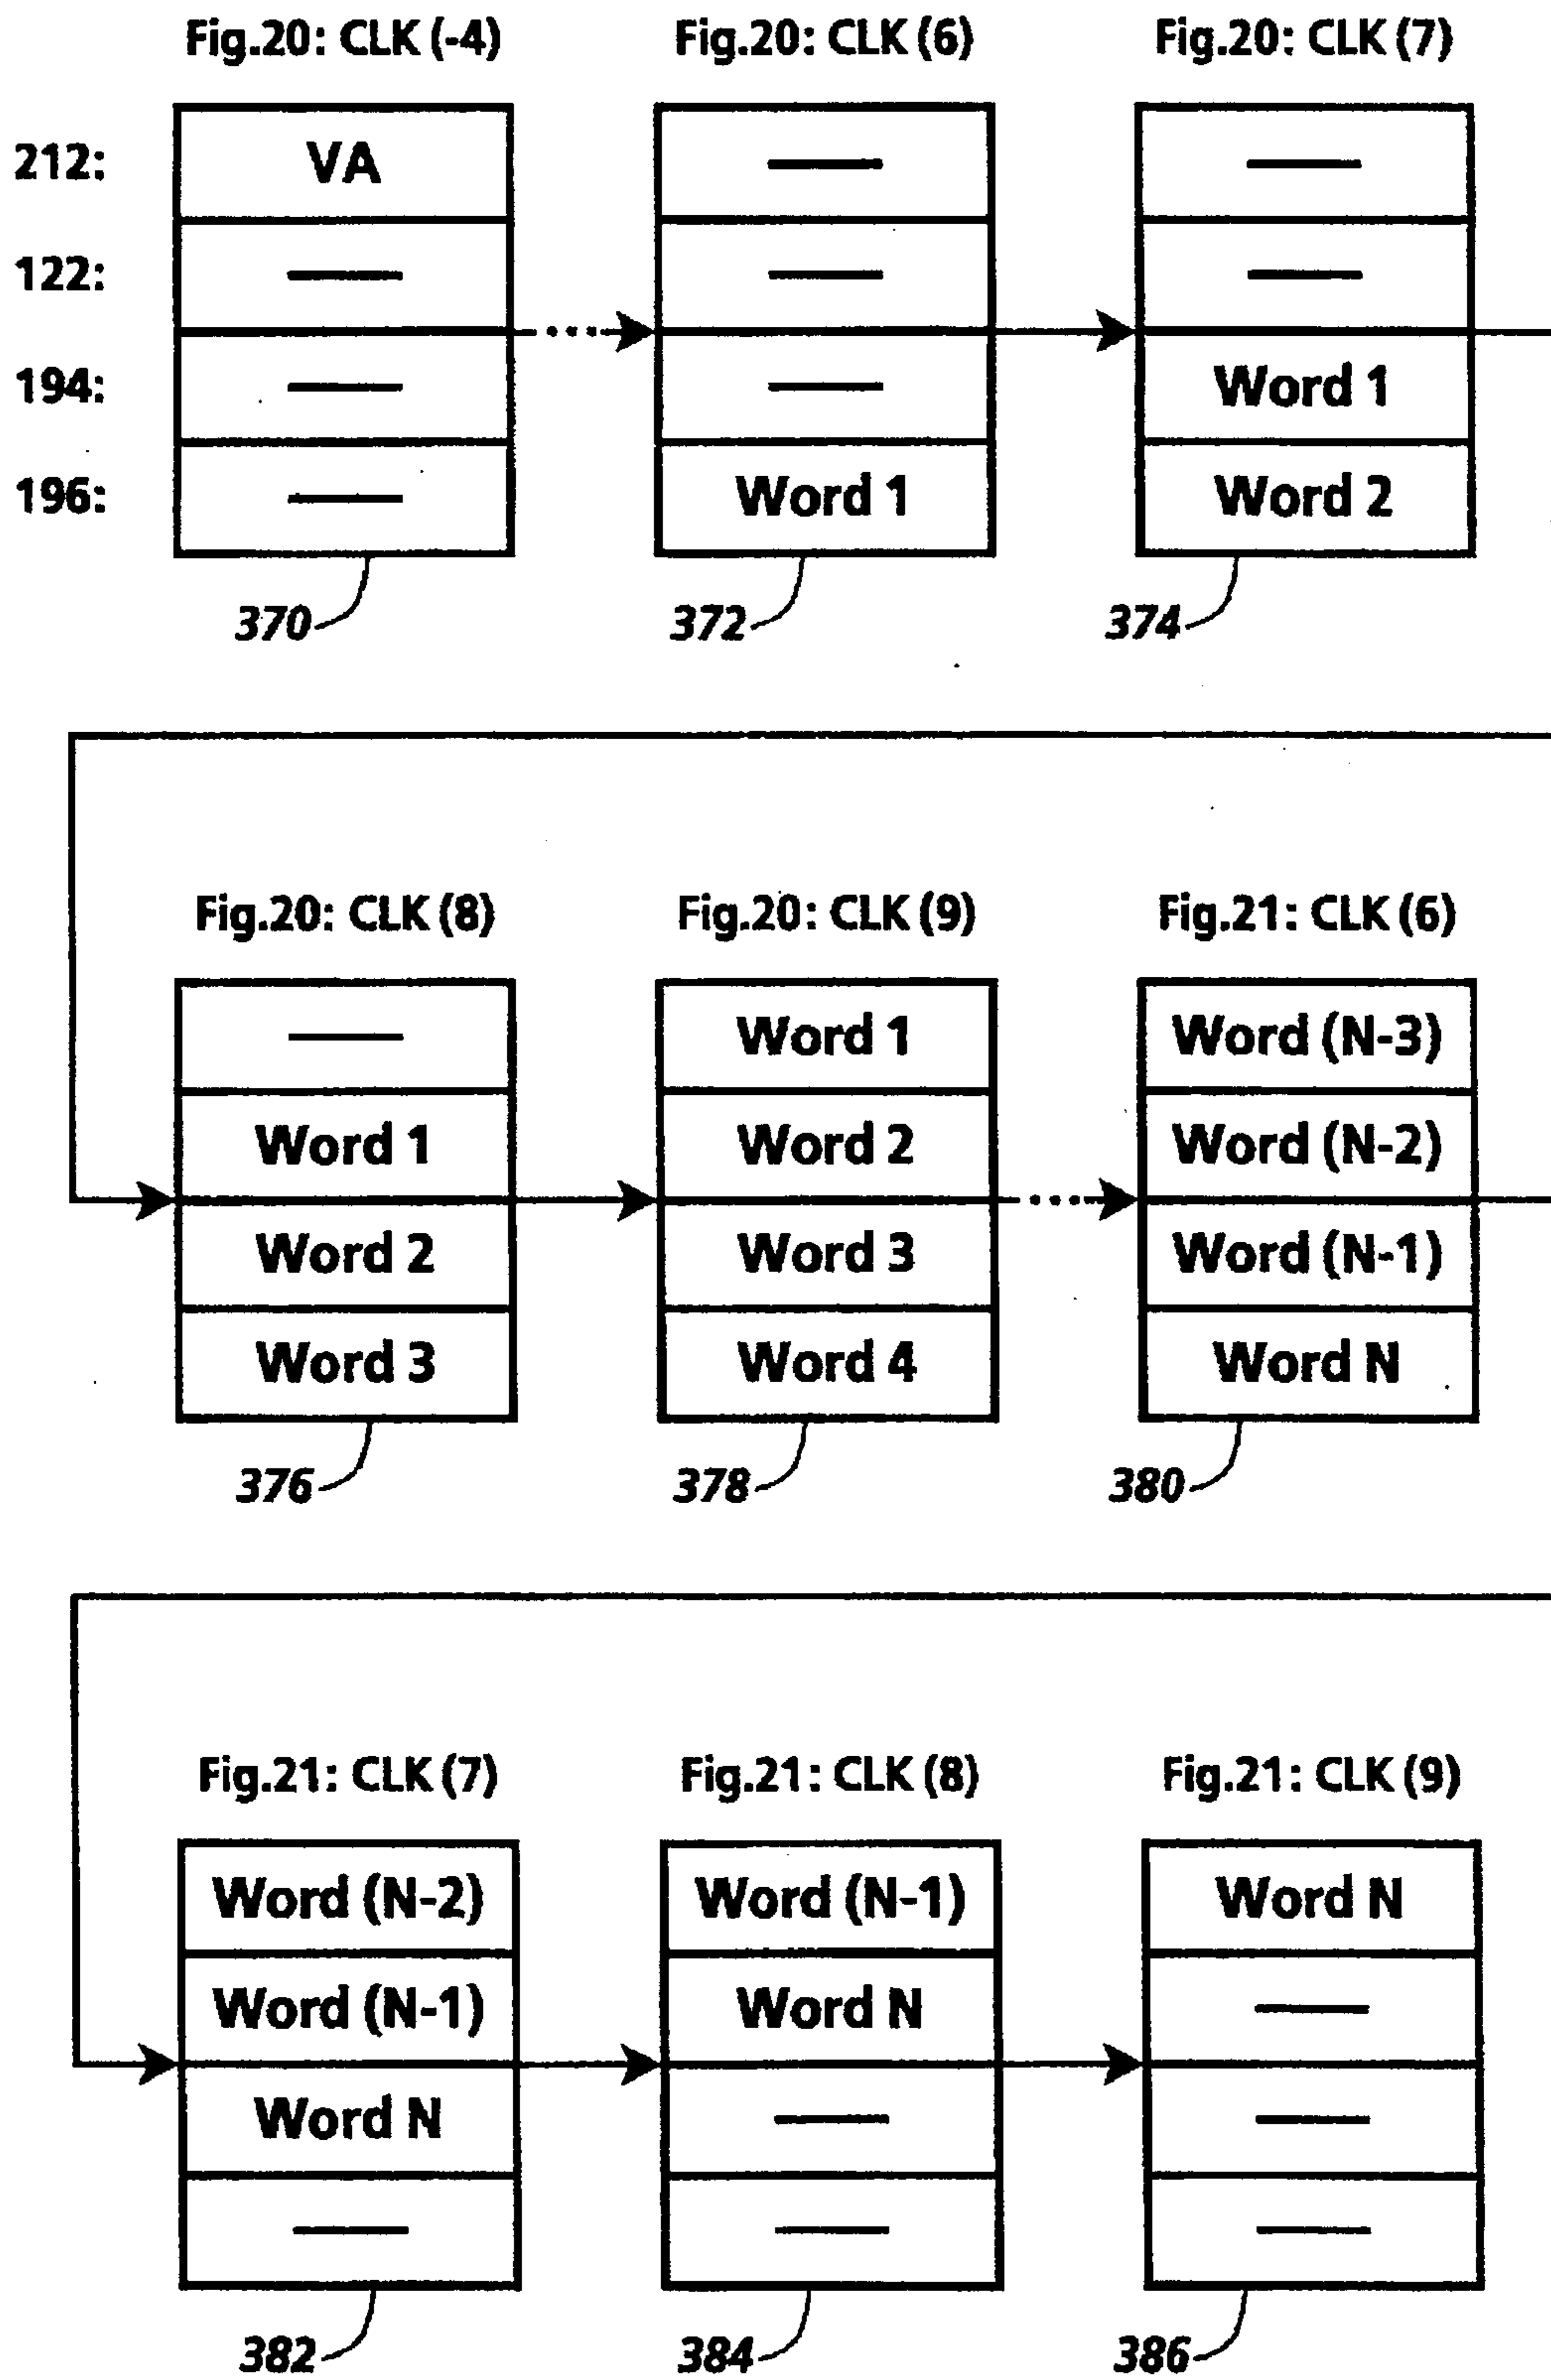 Fig.20: CLK (-4) Fig.20: CLK (6) Fig.20: CLK (7)
212: VA — —
122: — — —
194: — — Word 1
196: — Word 1 Word 2
370 372 374
Fig.20: CLK (8) Fig.20: CLK (9) Fig.21: CLK (6)
— Word 1 Word (N-3)
Word 1 Word 2 Word (N-2)
Word 2 Word 3 Word (N-1)
Word 3 Word 4 Word N
376 378 380
Fig.21: CLK (7) Fig.21: CLK (8) Fig.21: CLK (9)
Word (N-2) Word (N-1) Word N
Word (N-1) Word N —
Word N — —
— — —
382 384 386